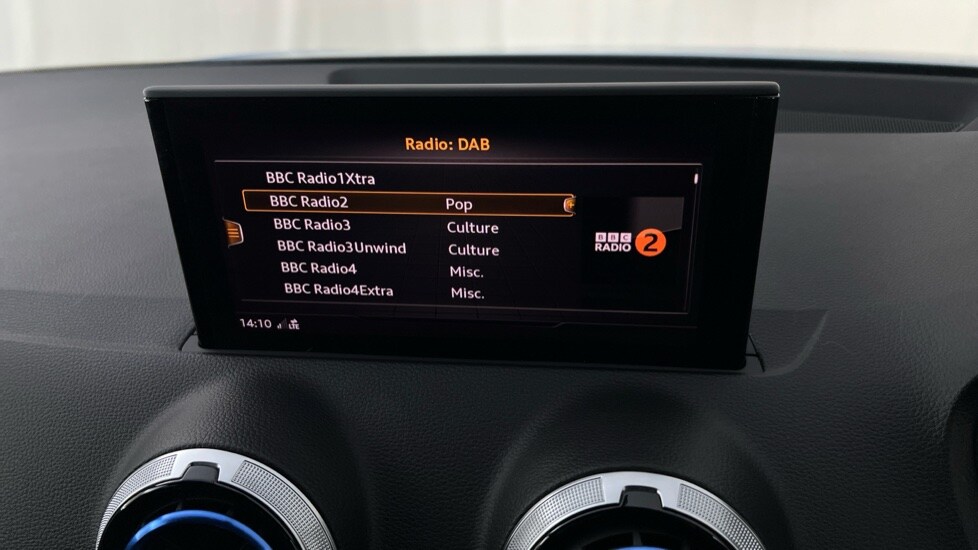 Radio: DAB
BBC Radio1Xtra
BBC Radio2 Pop
BBC Radio3 Culture
BBC Radio3Unwind Culture
BBC Radio4 Misc.
BBC Radio4Extra Misc.
BBC
RADIO 2
14:10 LTE